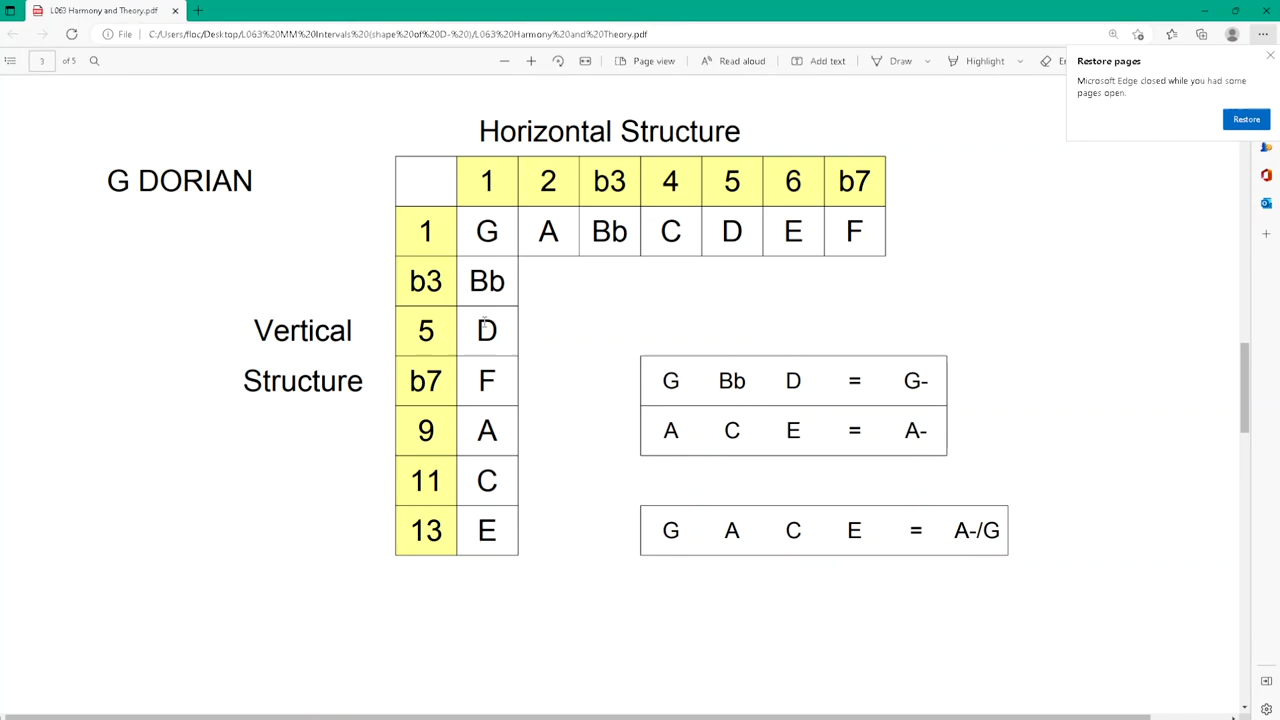 L063 Harmony and Theory.pdf
File C:/Users/floc/Desktop/L063%20MM%20Intervals%20(shape%20of%20D-%20)/L063%20Harmony%20and%20Theory.pdf
3 of 5 Page view Read aloud Add text Draw Highlight
Restore pages
Microsoft Edge closed while you had some
pages open.
Restore
Horizontal Structure
G DORIAN 1 2 b3 4 5 6 b7
1 G A Bb C D E F
b3 Bb
Vertical 5 D
Structure b7 F G Bb D = G-
9 A A C E = A-
11 C
13 E G A C E = A-/G